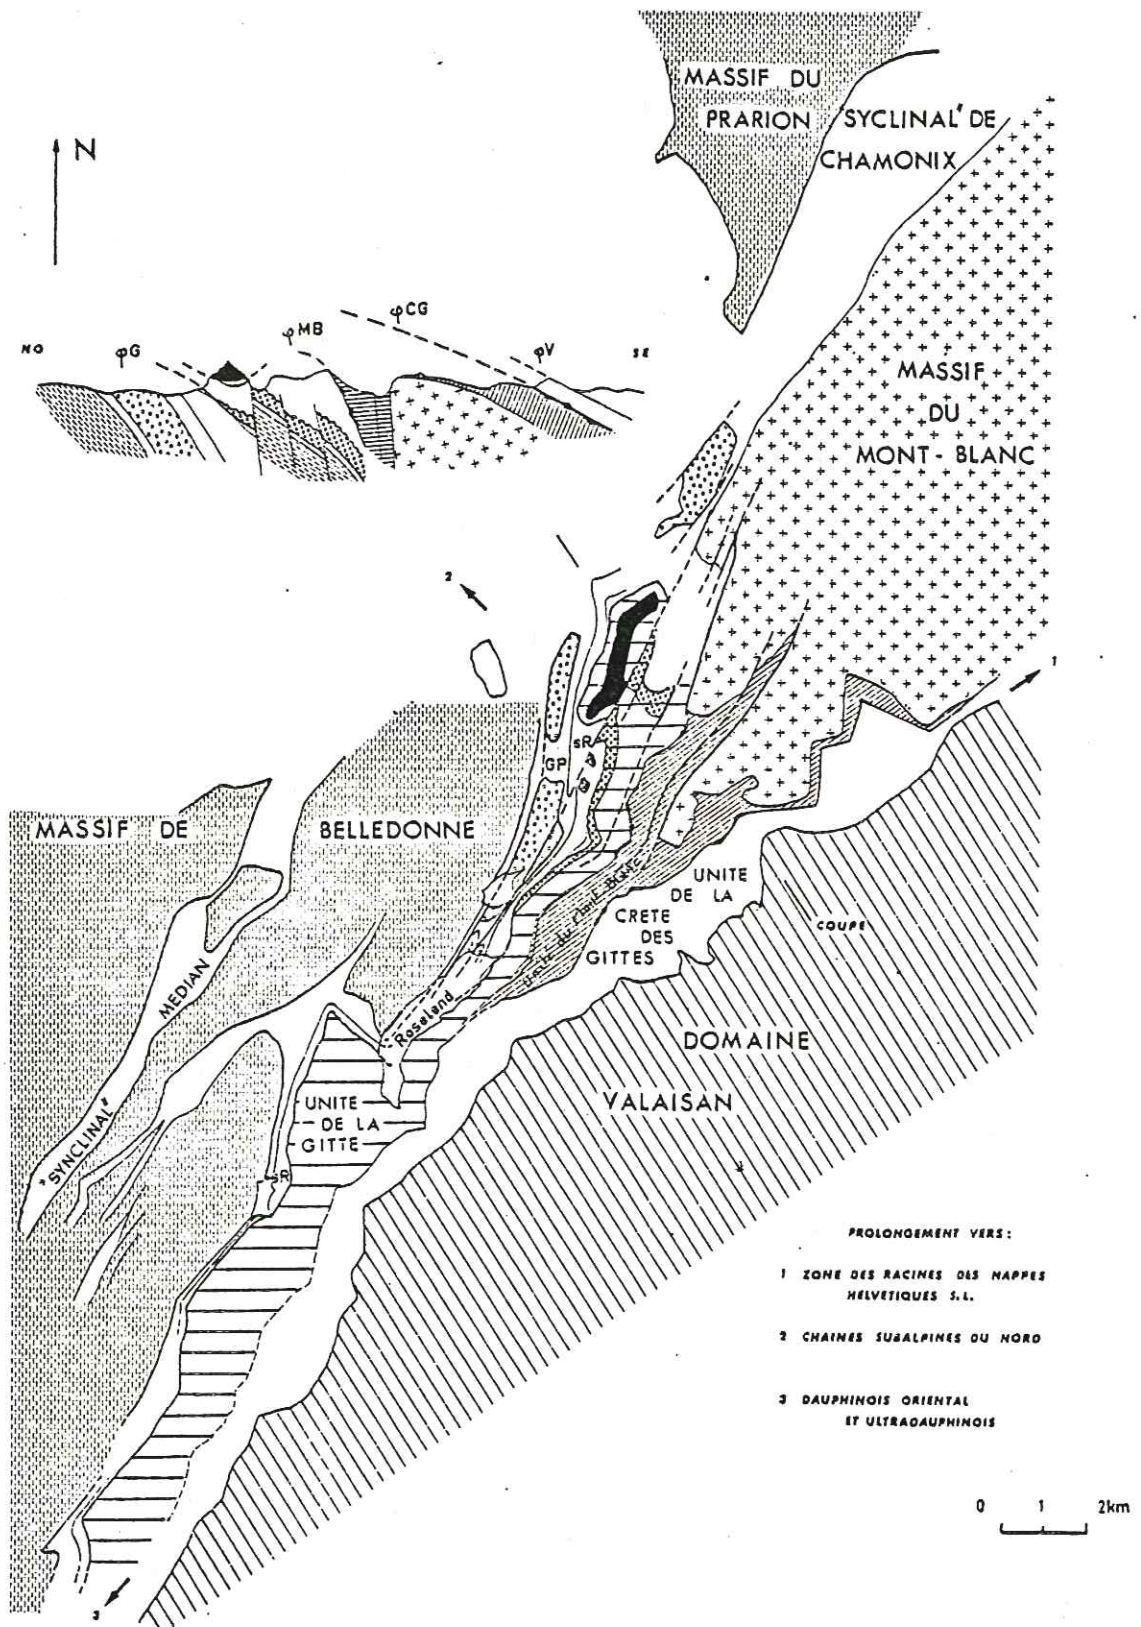 MASSIF DU
PRARION
"SYCLINAL" DE
CHAMONIX
N
φCG
φMB
NO
φG
φV
SE
MASSIF
DU
MONT-BLANC
2
1
SR
GP
MASSIF DE
BELLEDONNE
UNITE
DE LA
CRETE
DES
GITTES
COUPE
MEDIAN
Roselend
DOMAINE
VALAISAN
UNITE
DE LA
GITTE
"SYNCLINAL"
SR
PROLONGEMENT VERS:
1 ZONE DES RACINES DES NAPPES
HELVETIQUES S.L.
2 CHAINES SUBALPINES DU NORD
3 DAUPHINOIS ORIENTAL
ET ULTRADAUPHINOIS
0 1 2km
3